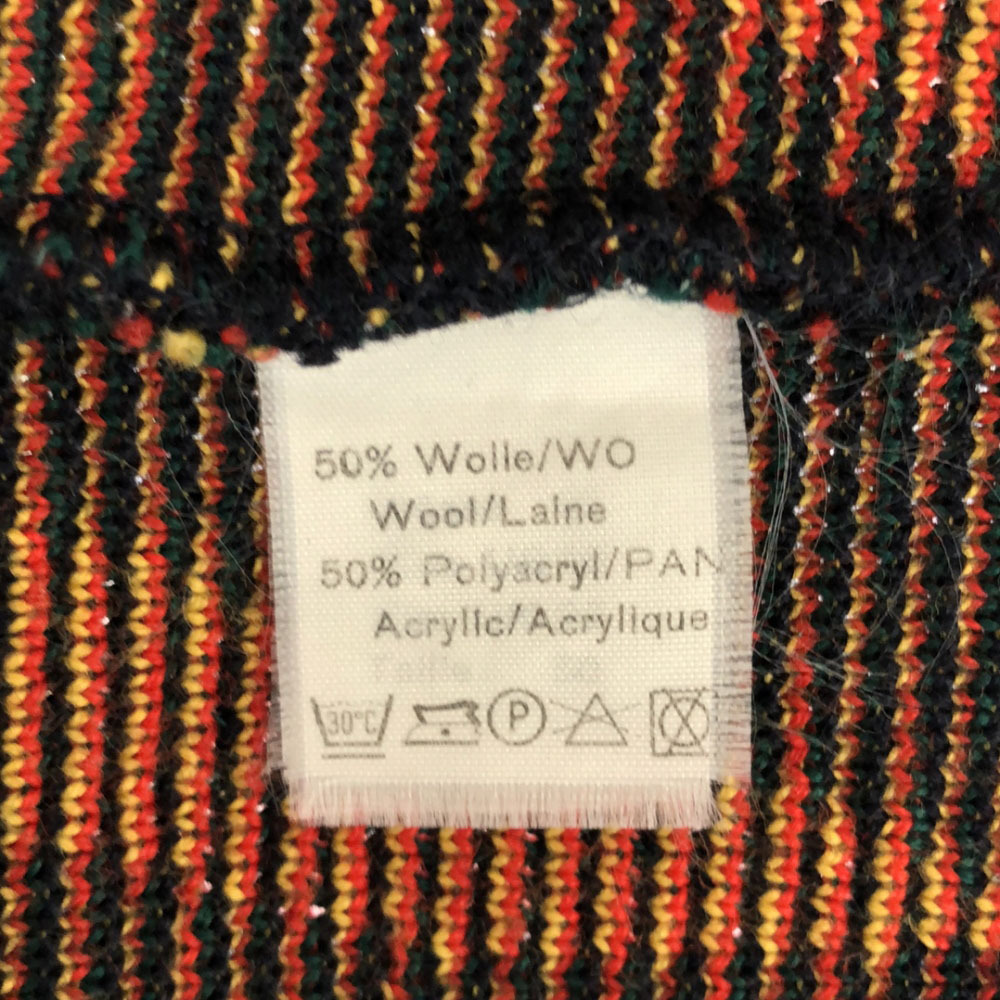 50% Wolle/WO
Wool/Laine
50% Polyacryl/PAN
Acrylic/Acrylique
30°C P